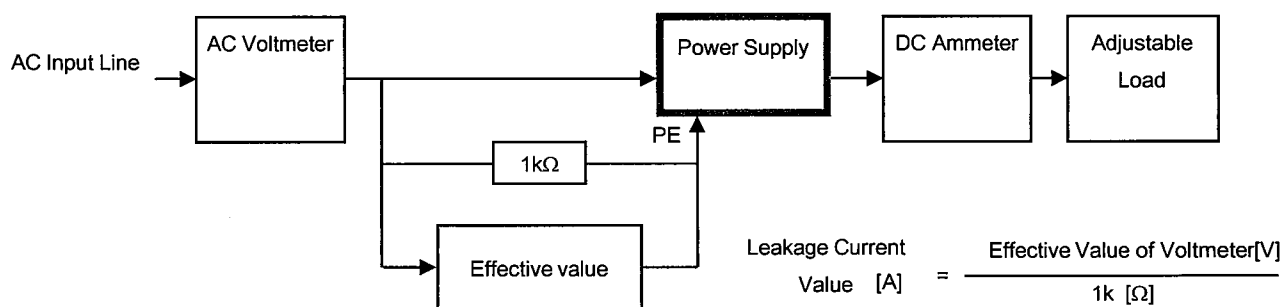 AC Input Line
AC Voltmeter
Power Supply
DC Ammeter
Adjustable
Load
PE
1kΩ
Effective value
Leakage Current
Value [A]
=
Effective Value of Voltmeter[V]
1k [Ω]